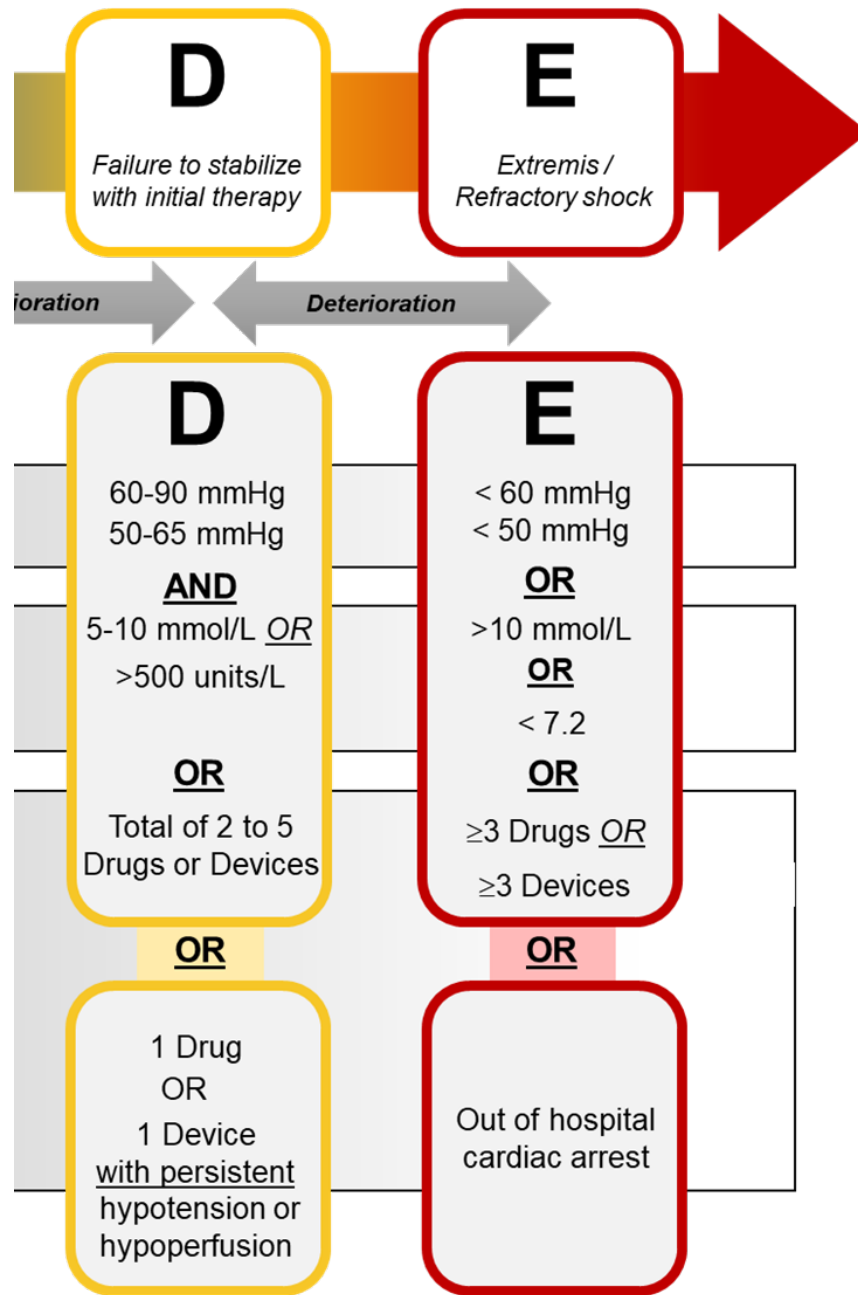 D
Failure to stabilize
with initial therapy
E
Extremis /
Refractory shock
ioration
Deterioration
D
60-90 mmHg
50-65 mmHg
AND
5-10 mmol/L OR
>500 units/L
OR
Total of 2 to 5
Drugs or Devices
OR
1 Drug
OR
1 Device
with persistent
hypotension or
hypoperfusion
E
< 60 mmHg
< 50 mmHg
OR
>10 mmol/L
OR
< 7.2
OR
≥3 Drugs OR
≥3 Devices
OR
Out of hospital
cardiac arrest